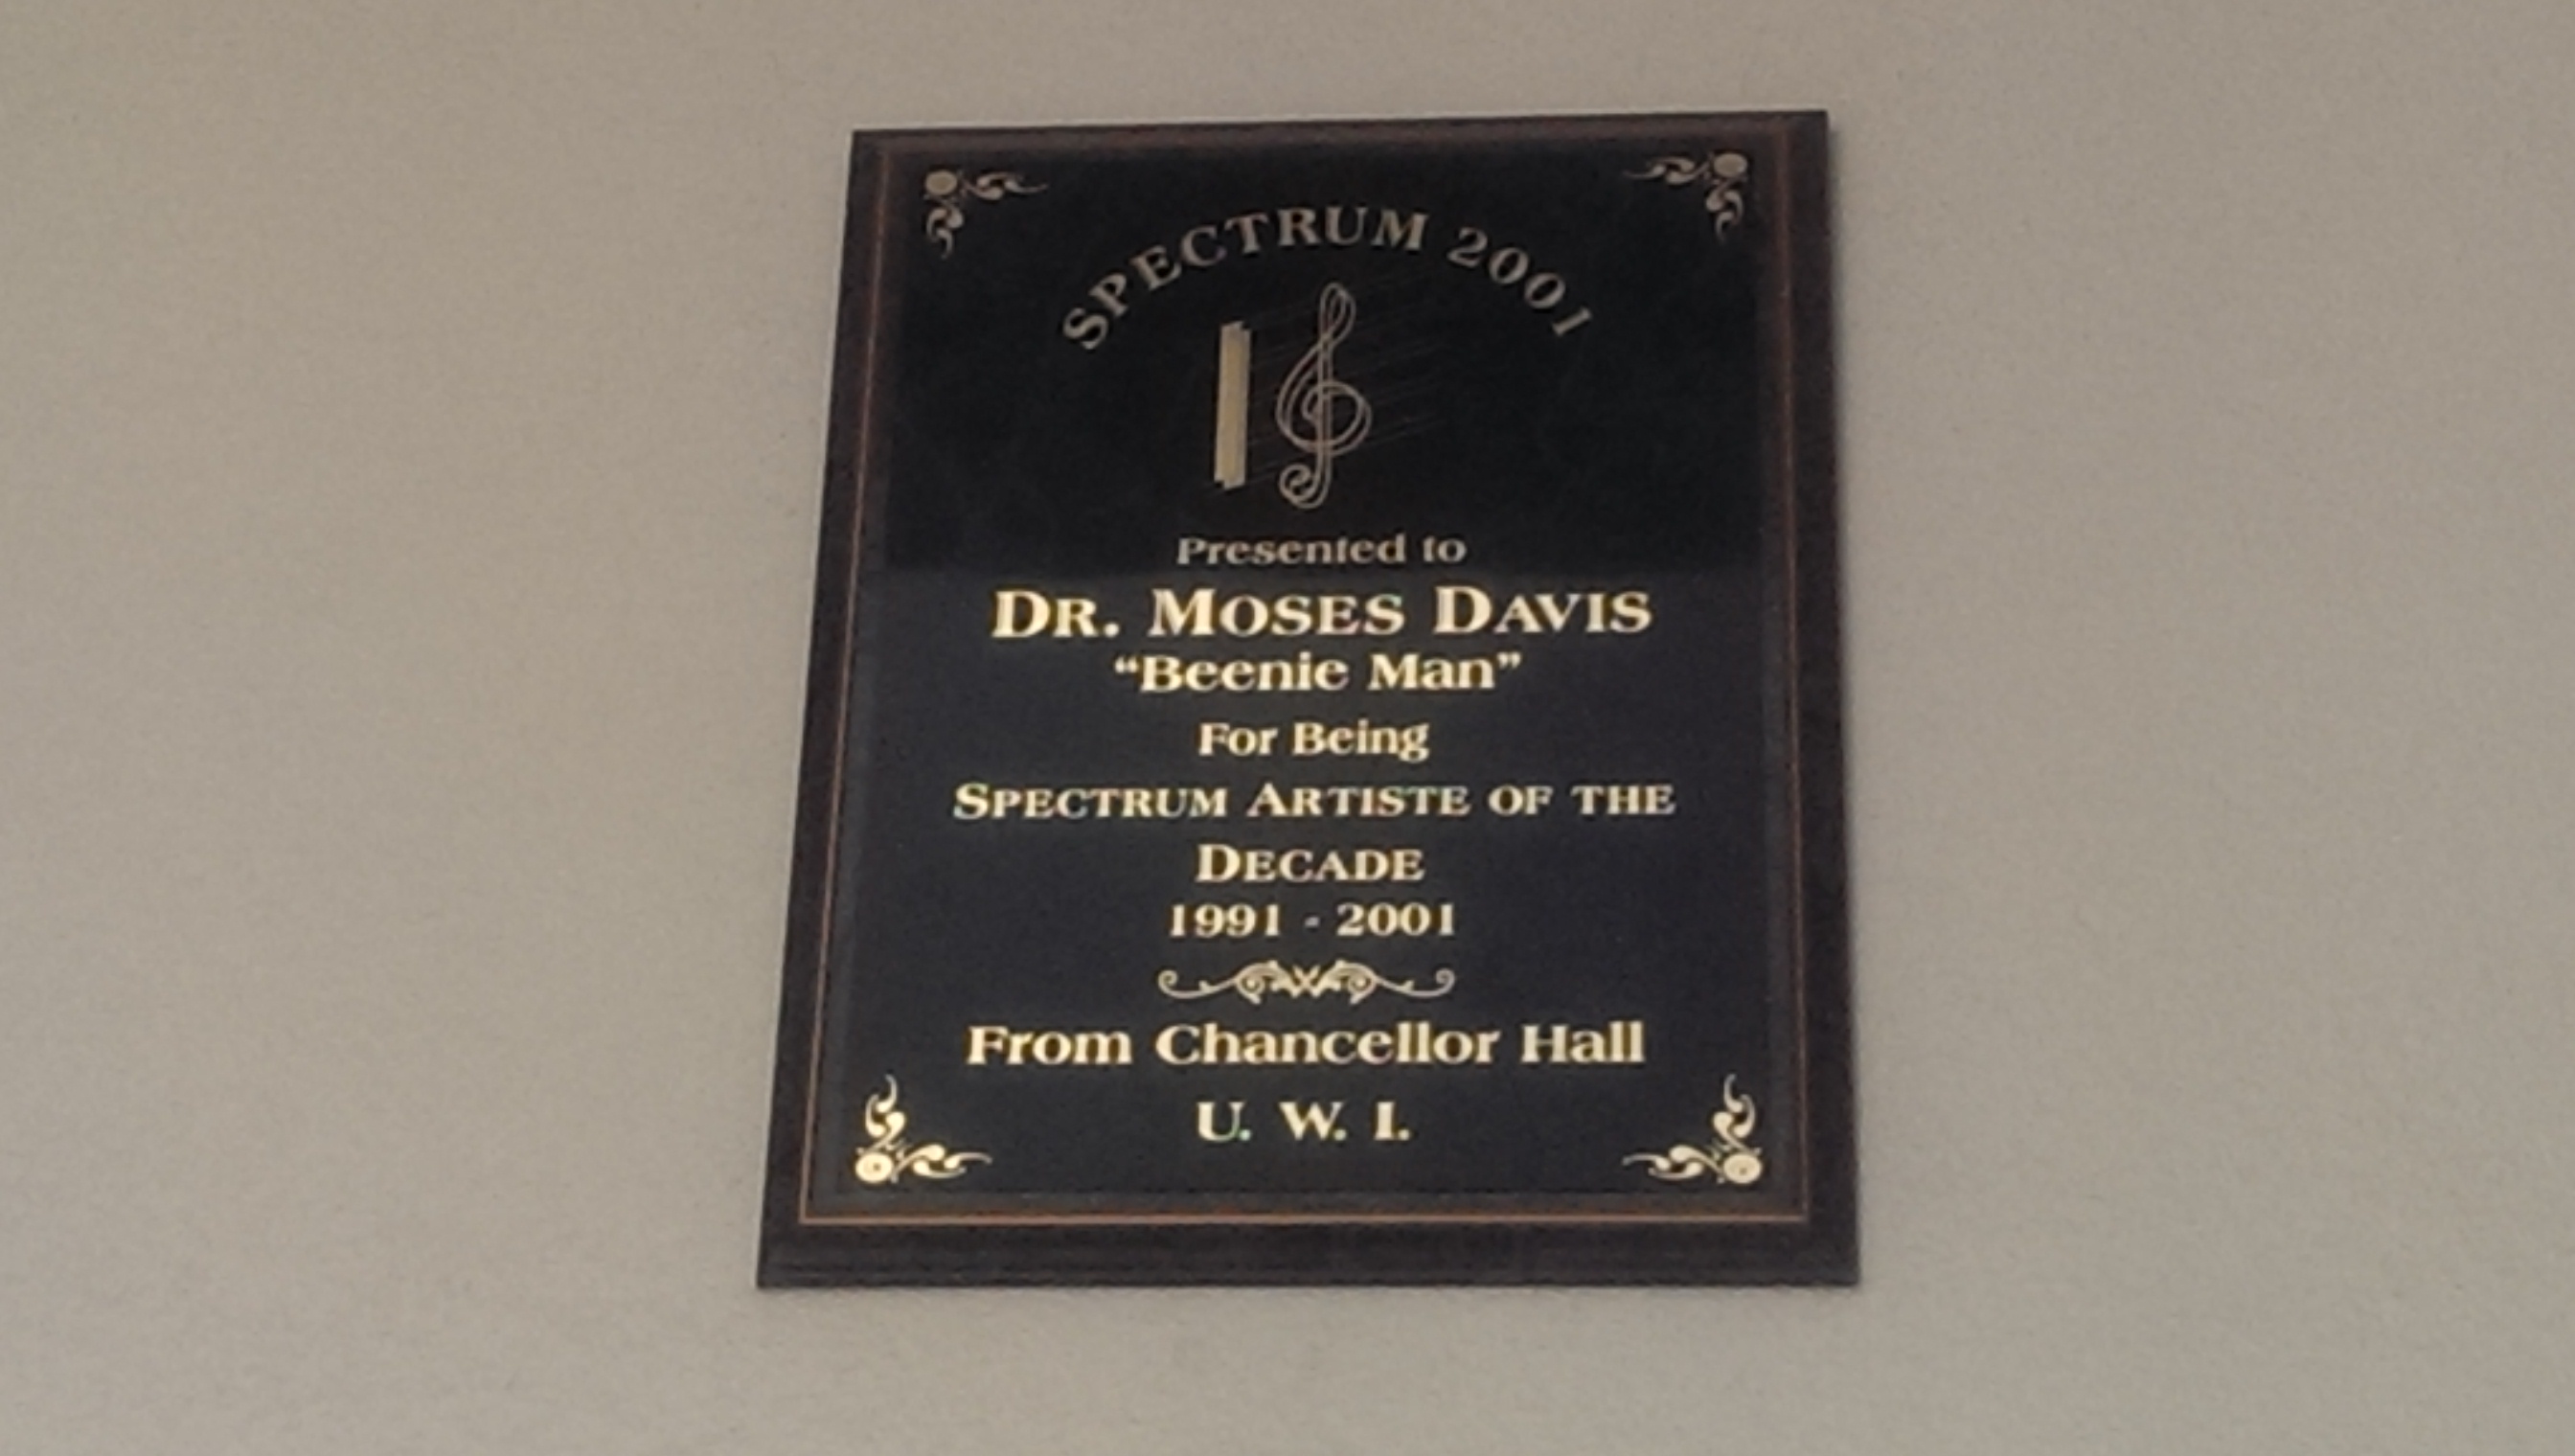 SPECTRUM 2001
Presented to
DR. MOSES DAVIS
“Beenie Man”
For Being
SPECTRUM ARTISTE OF THE
DECADE
1991 - 2001
From Chancellor Hall
U. W. I.